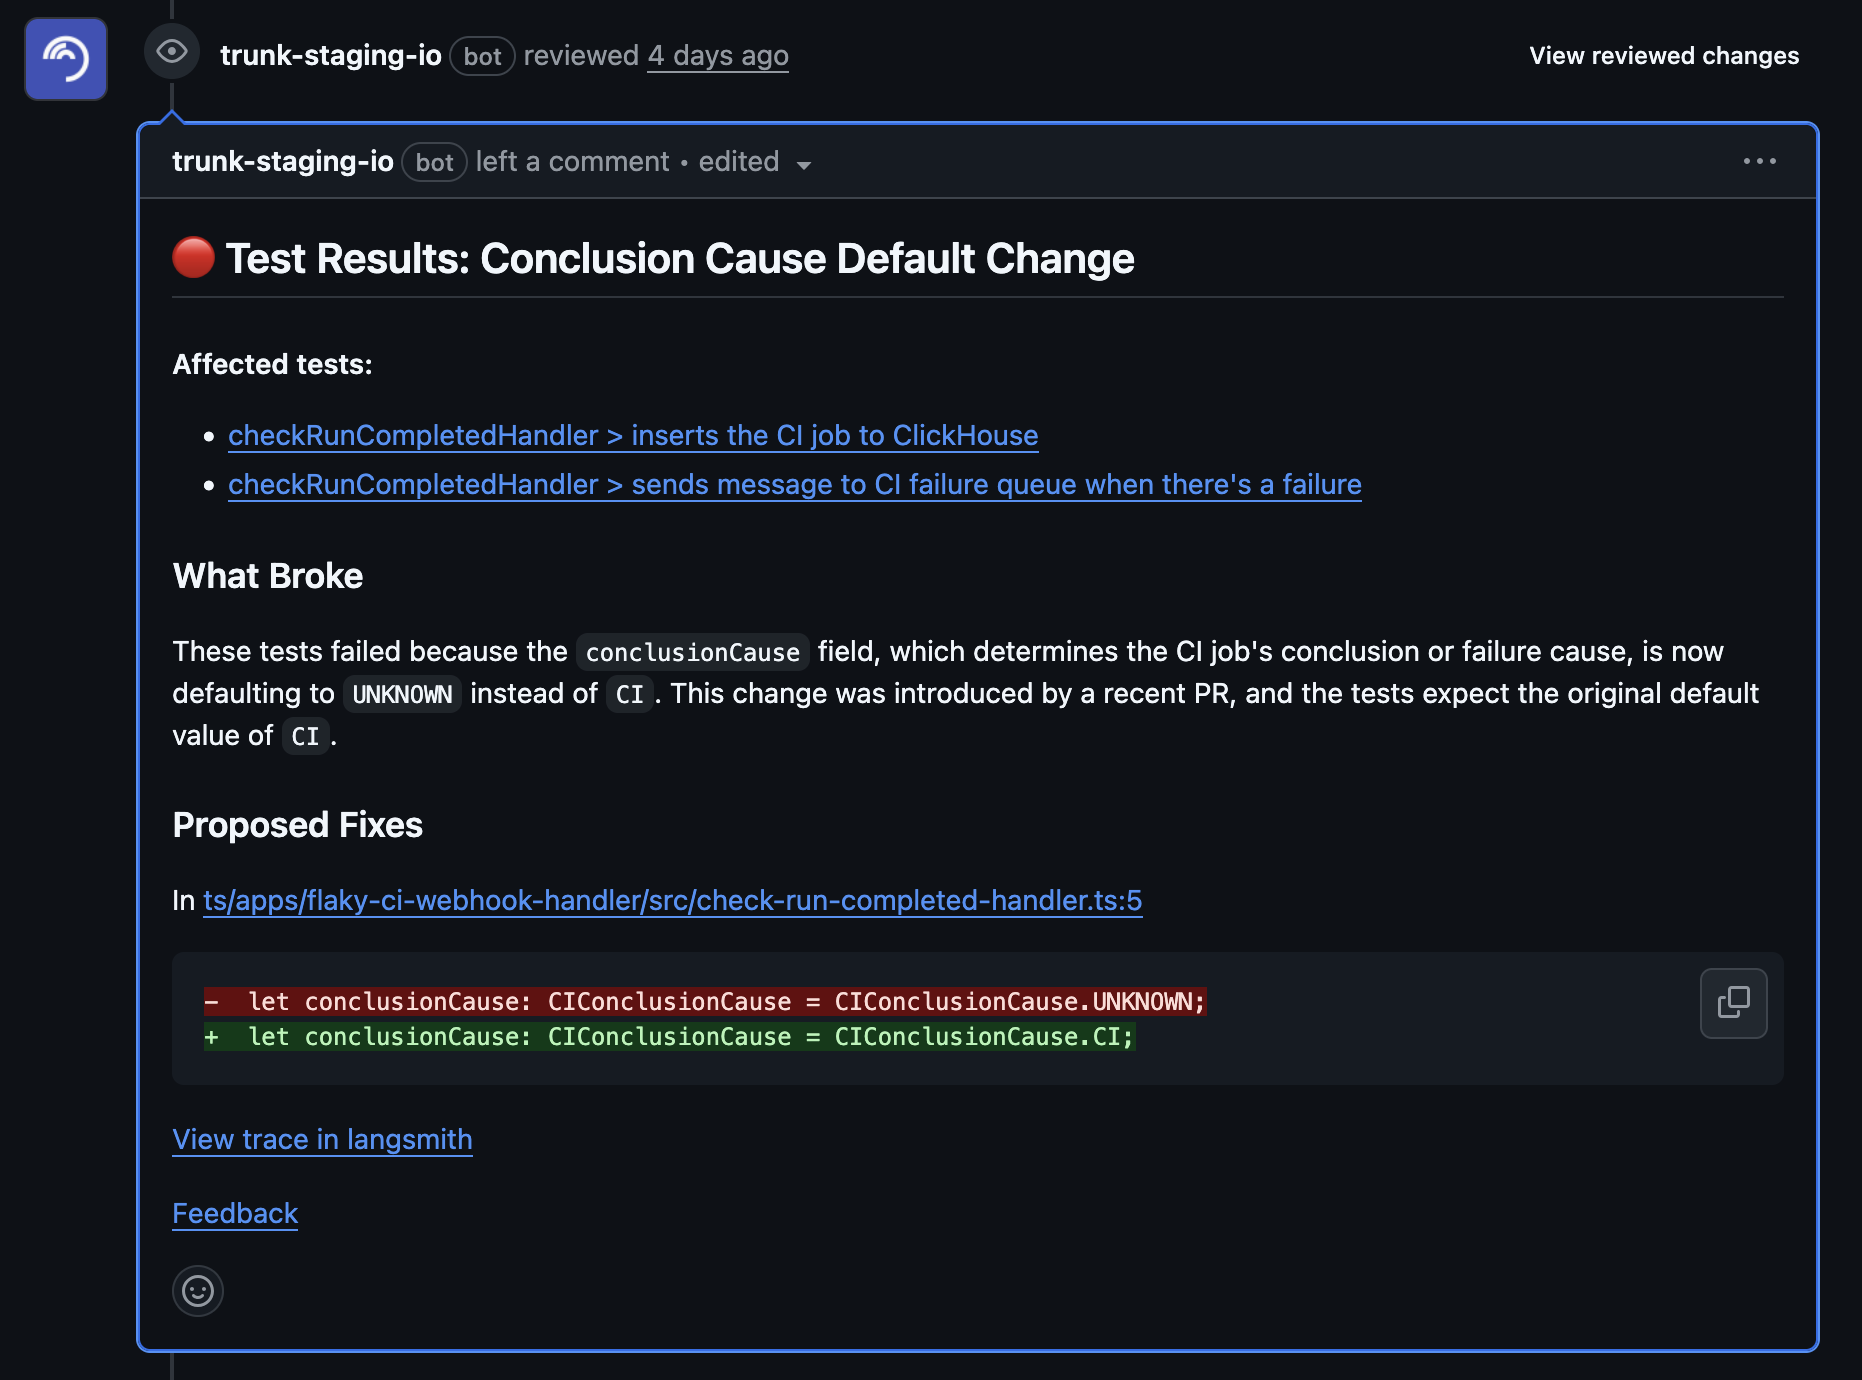 trunk-staging-io bot reviewed 4 days ago
View reviewed changes
trunk-staging-io bot left a comment • edited
Test Results: Conclusion Cause Default Change
Affected tests:
• checkRunCompletedHandler > inserts the CI job to ClickHouse
• checkRunCompletedHandler > sends message to CI failure queue when there's a failure
What Broke
These tests failed because the conclusionCause field, which determines the CI job's conclusion or failure cause, is now
defaulting to UNKNOWN instead of CI. This change was introduced by a recent PR, and the tests expect the original default
value of CI.
Proposed Fixes
In ts/apps/flaky-ci-webhook-handler/src/check-run-completed-handler.ts:5
-  let conclusionCause: CIConclusionCause = CIConclusionCause.UNKNOWN;
+  let conclusionCause: CIConclusionCause = CIConclusionCause.CI;
View trace in langsmith
Feedback